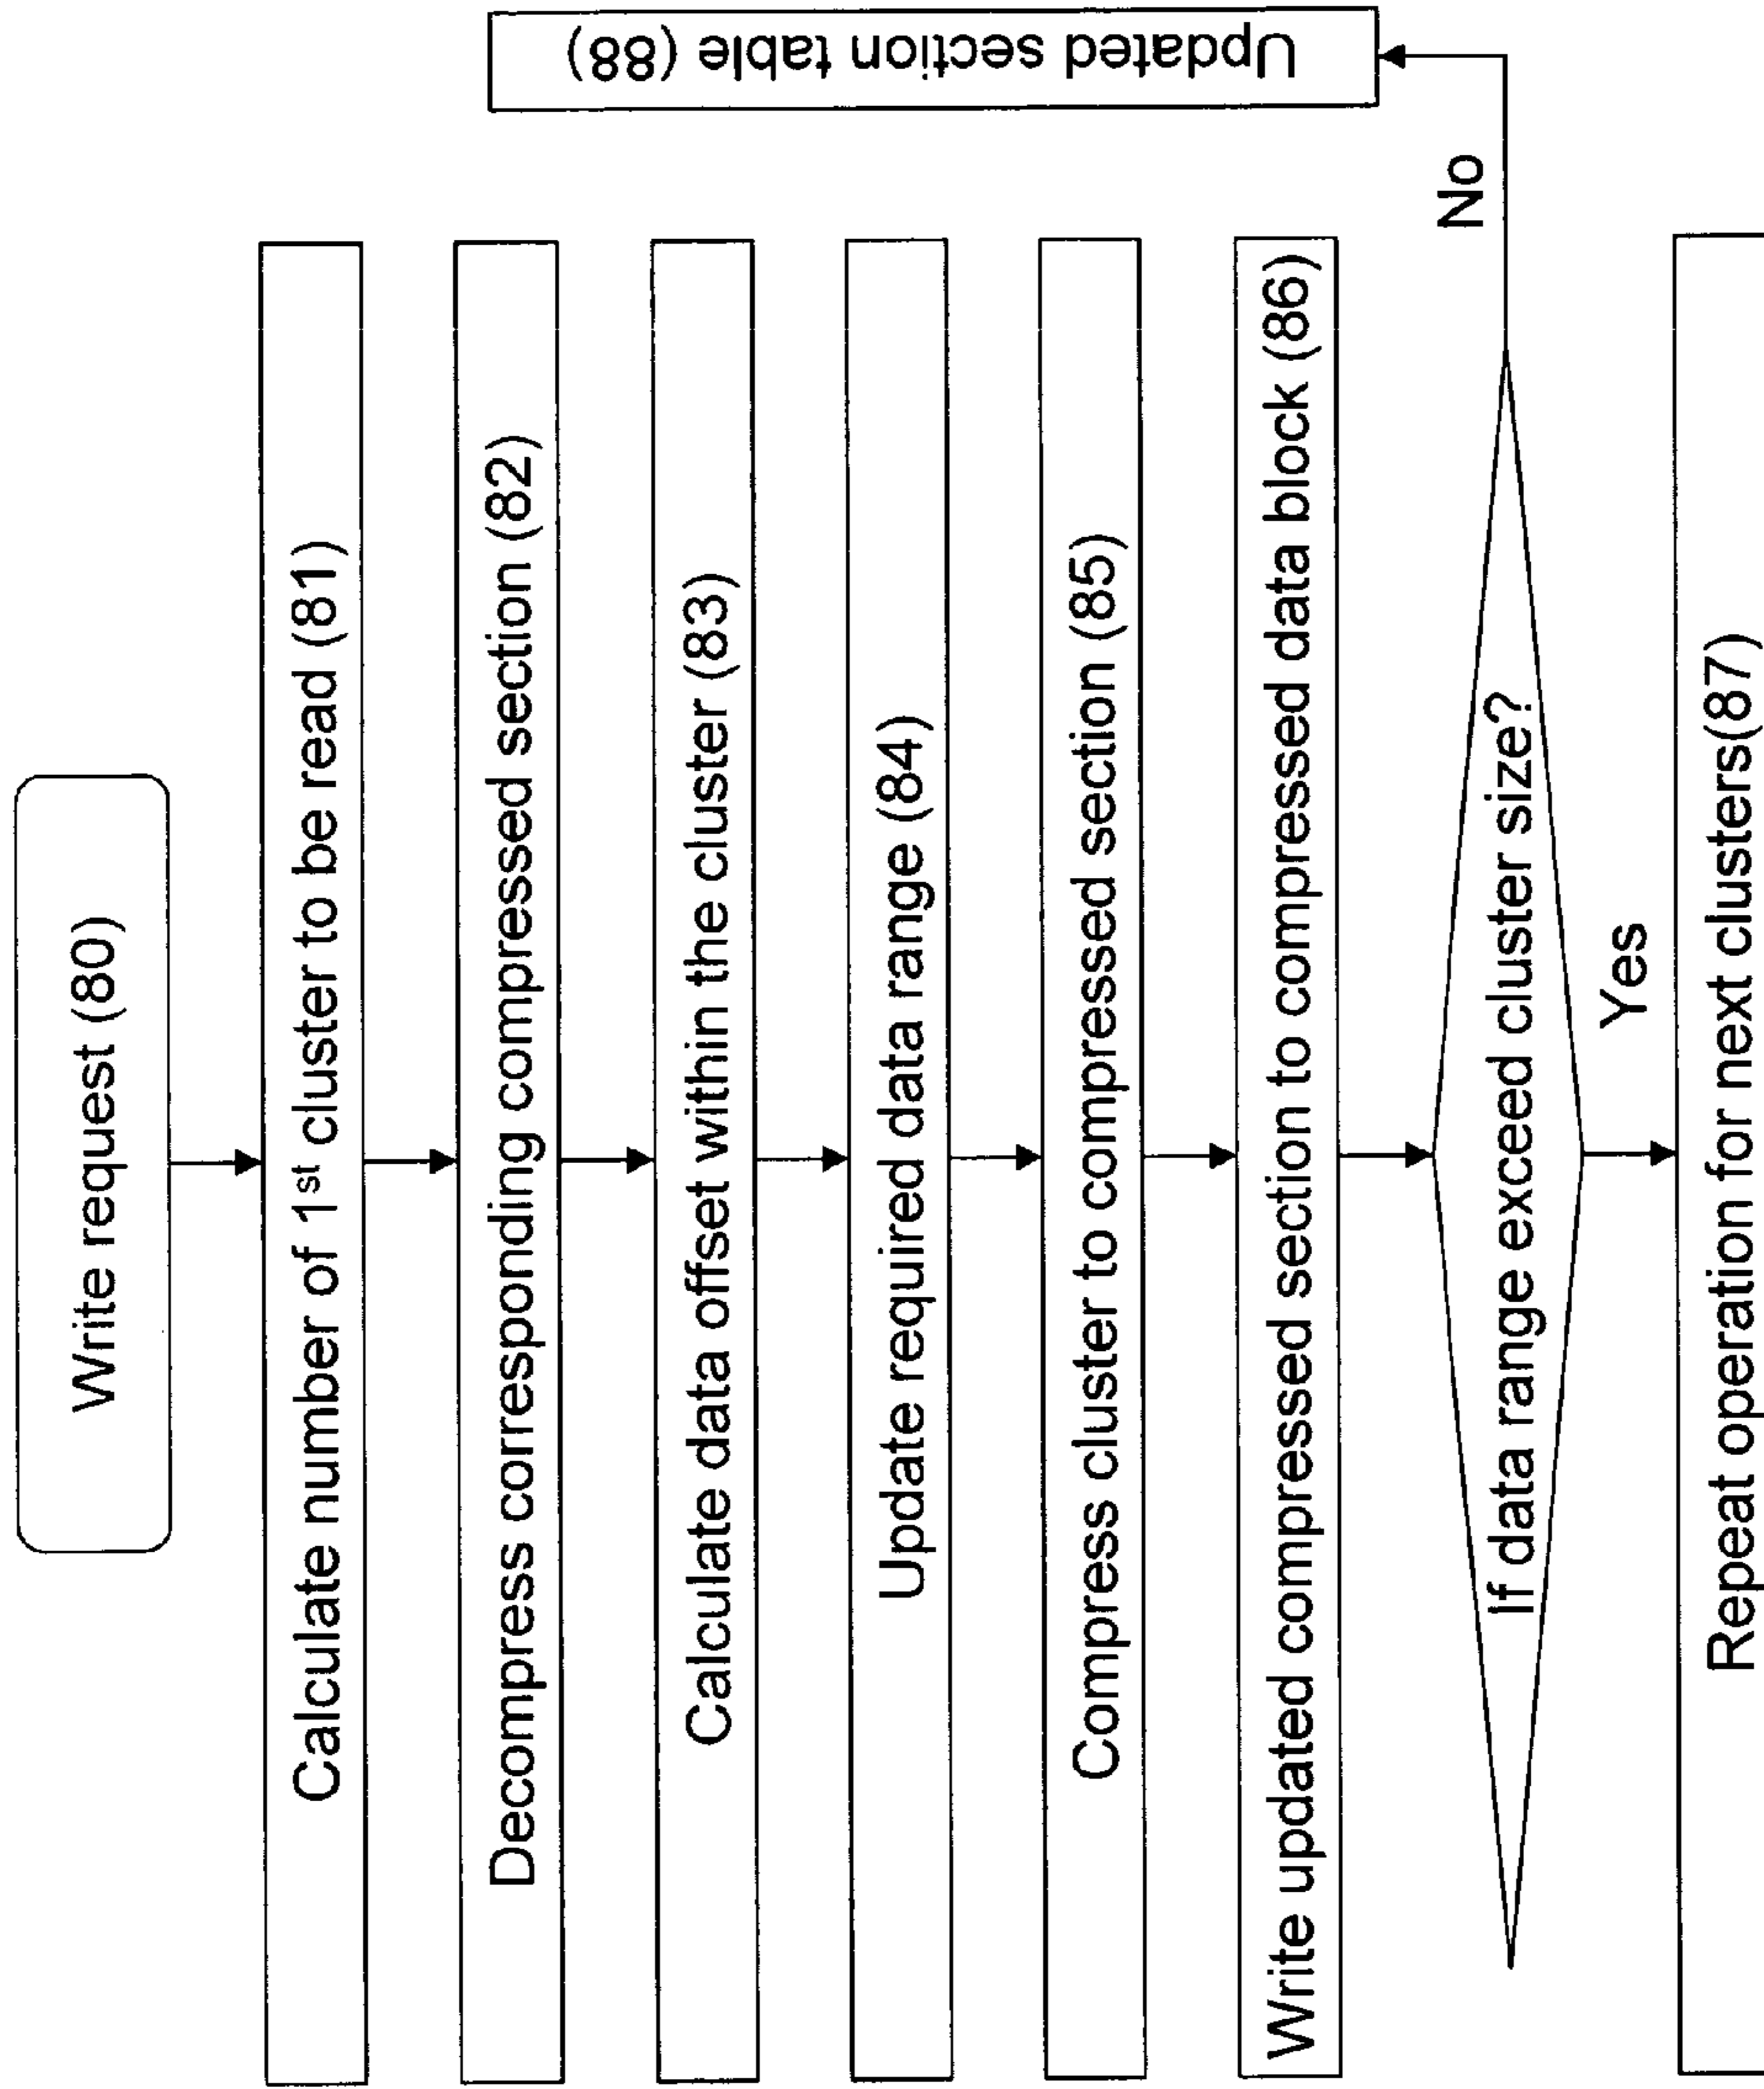 Write request (80)
Calculate number of 1st cluster to be read (81)
Decompress corresponding compressed section (82)
Calculate data offset within the cluster (83)
Update required data range (84)
Compress cluster to compressed section (85)
Write updated compressed section to compressed data block (86)
If data range exceed cluster size?
No
Updated section table (88)
Yes
Repeat operation for next clusters(87)